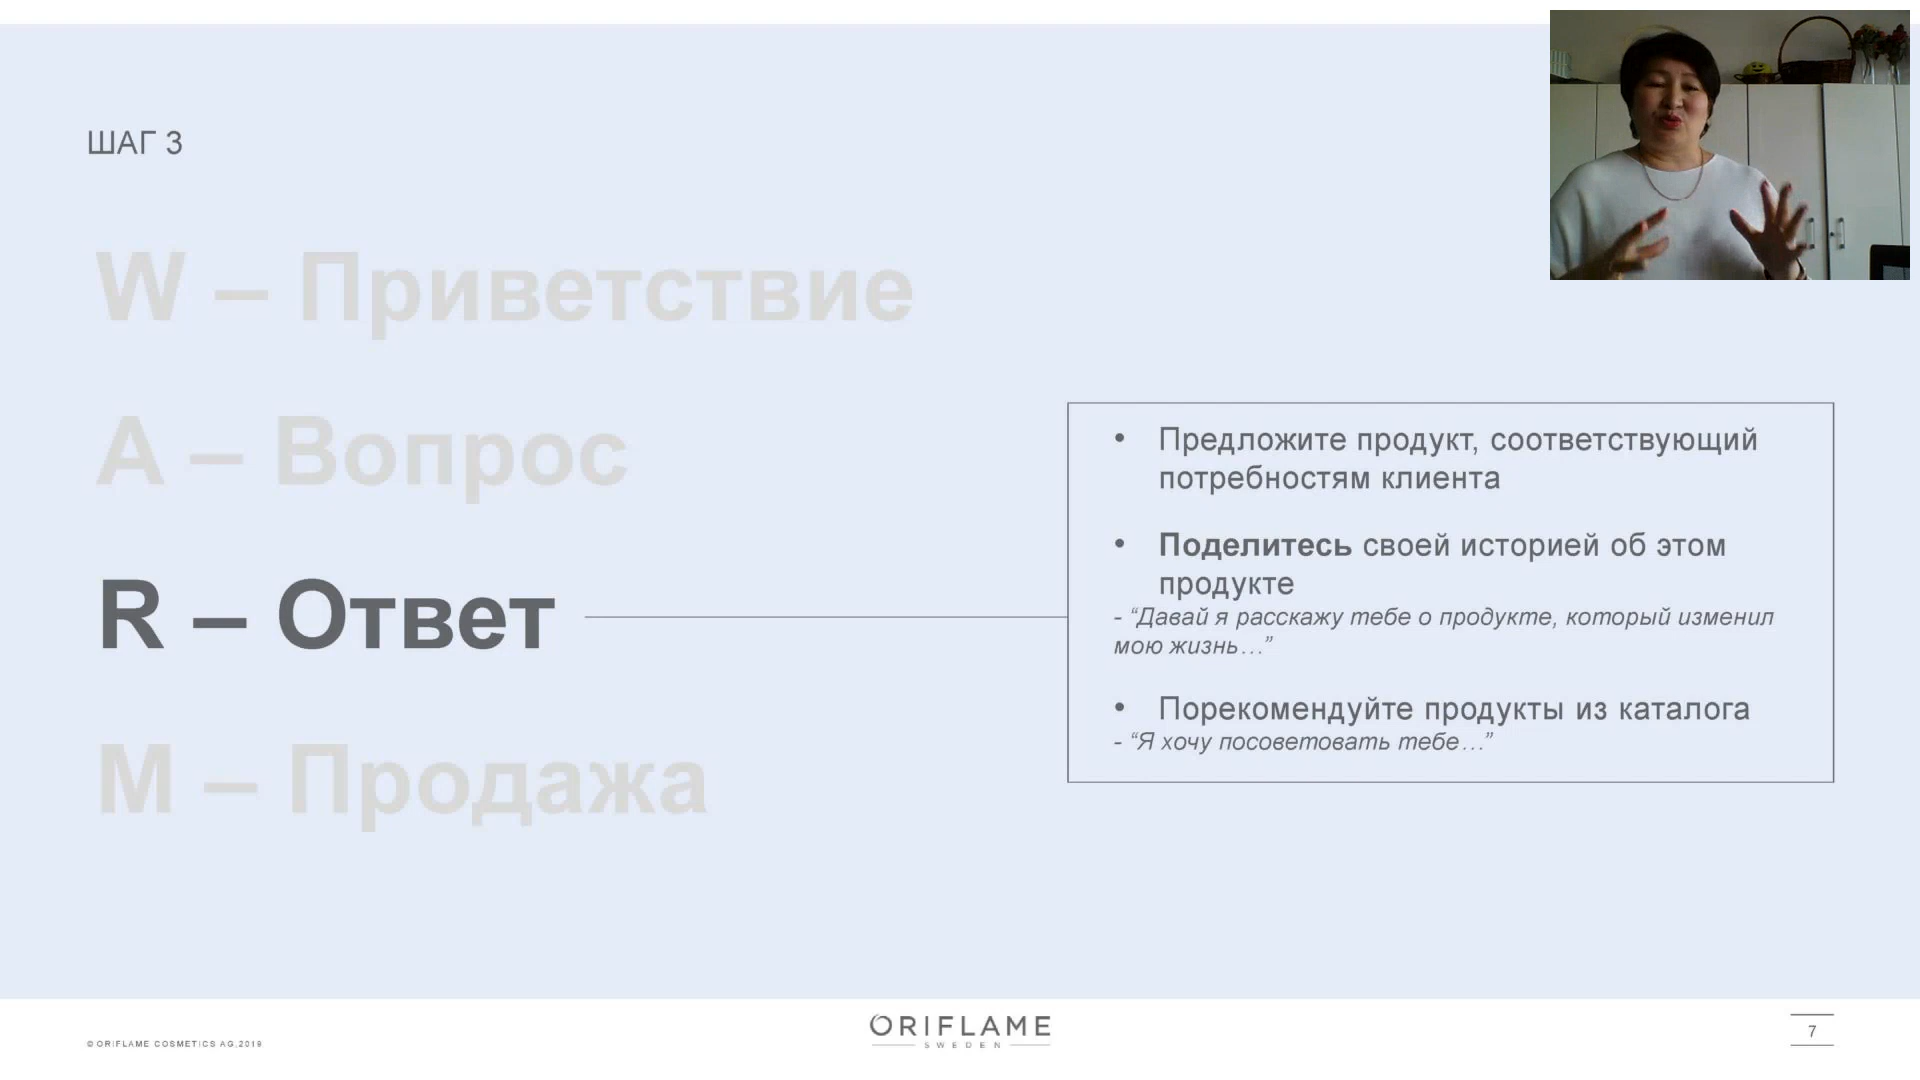 ШАГ 3
W – Приветствие
A – Вопрос
R – Ответ
M – Продажа
• Предложите продукт, соответствующий
потребностям клиента
• Поделитесь своей историей об этом
продукте
- “Давай я расскажу тебе о продукте, который изменил
мою жизнь…”
• Порекомендуйте продукты из каталога
- “Я хочу посоветовать тебе…”
© ORIFLAME COSMETICS AG,2019
ORIFLAME
SWEDEN
7